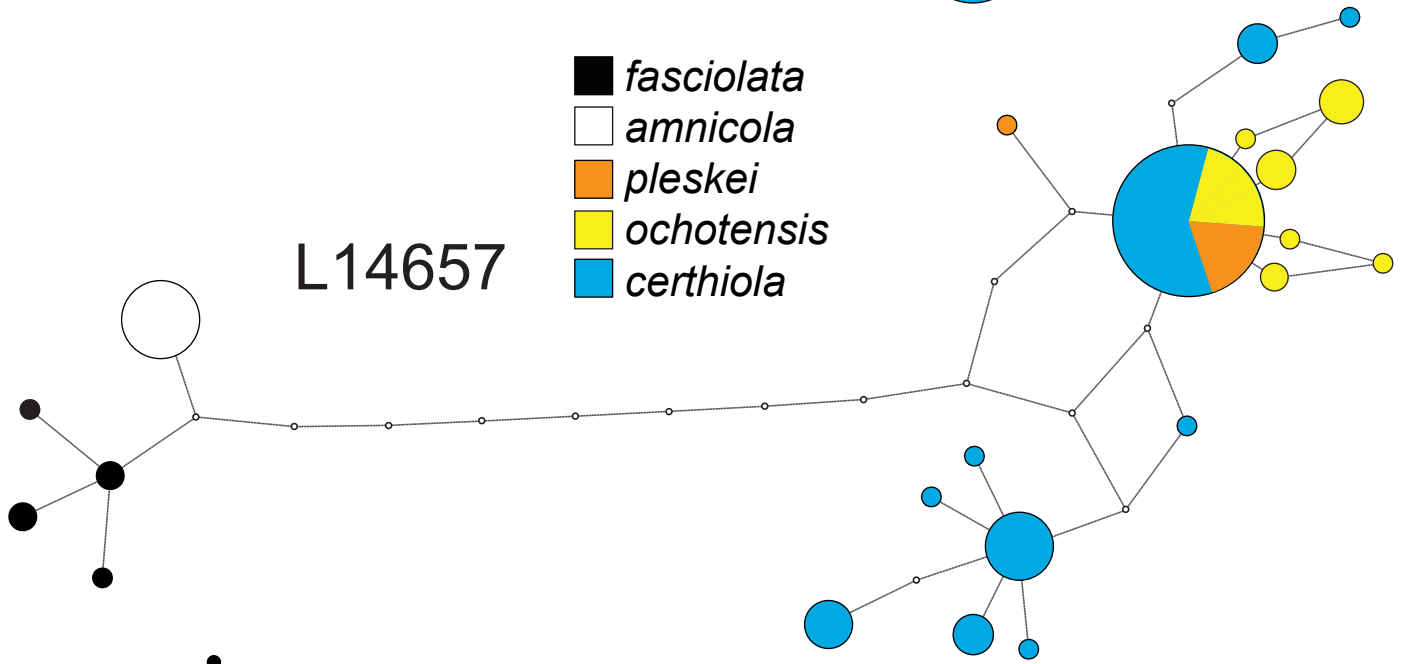 fasciolata
amnicola
pleskei
ochotensis
certhiola
L14657